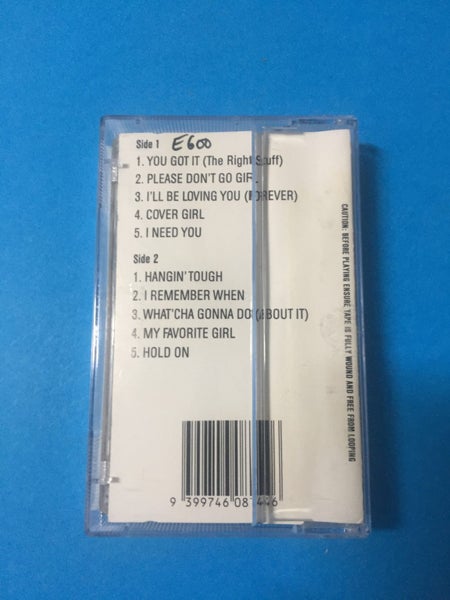 Side 1 E600
1. YOU GOT IT (The Right Stuff)
2. PLEASE DON'T GO GIRL
3. I'LL BE LOVING YOU (FOREVER)
4. COVER GIRL
5. I NEED YOU
Side 2
1. HANGIN' TOUGH
2. I REMEMBER WHEN
3. WHAT'CHA GONNA DO (ABOUT IT)
4. MY FAVORITE GIRL
5. HOLD ON
CAUTION: BEFORE PLAYING ENSURE TAPE IS FULLY WOUND AND FREE FROM LOOPING